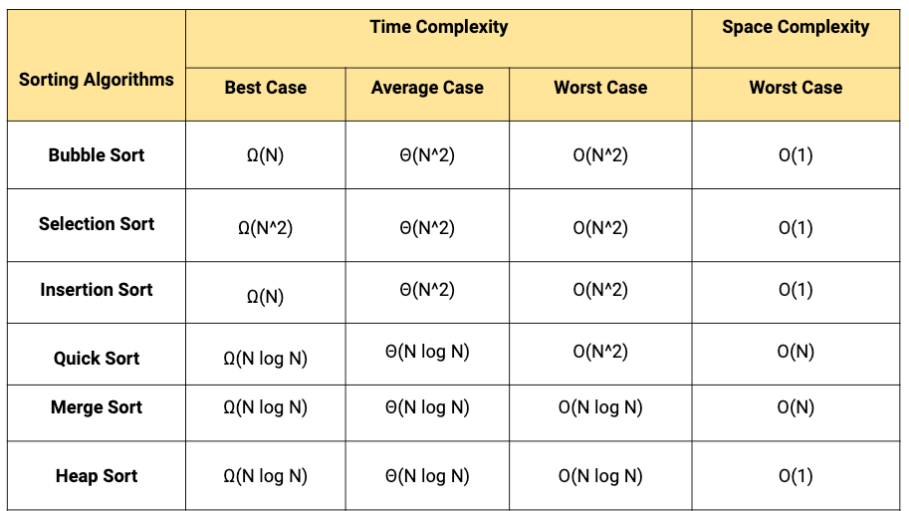 Time Complexity Space Complexity
Sorting Algorithms Best Case Average Case Worst Case Worst Case
Bubble Sort Ω(N) Θ(N^2) O(N^2) O(1)
Selection Sort Ω(N^2) Θ(N^2) O(N^2) O(1)
Insertion Sort Ω(N) Θ(N^2) O(N^2) O(1)
Quick Sort Ω(N log N) Θ(N log N) O(N^2) O(N)
Merge Sort Ω(N log N) Θ(N log N) O(N log N) O(N)
Heap Sort Ω(N log N) Θ(N log N) O(N log N) O(1)